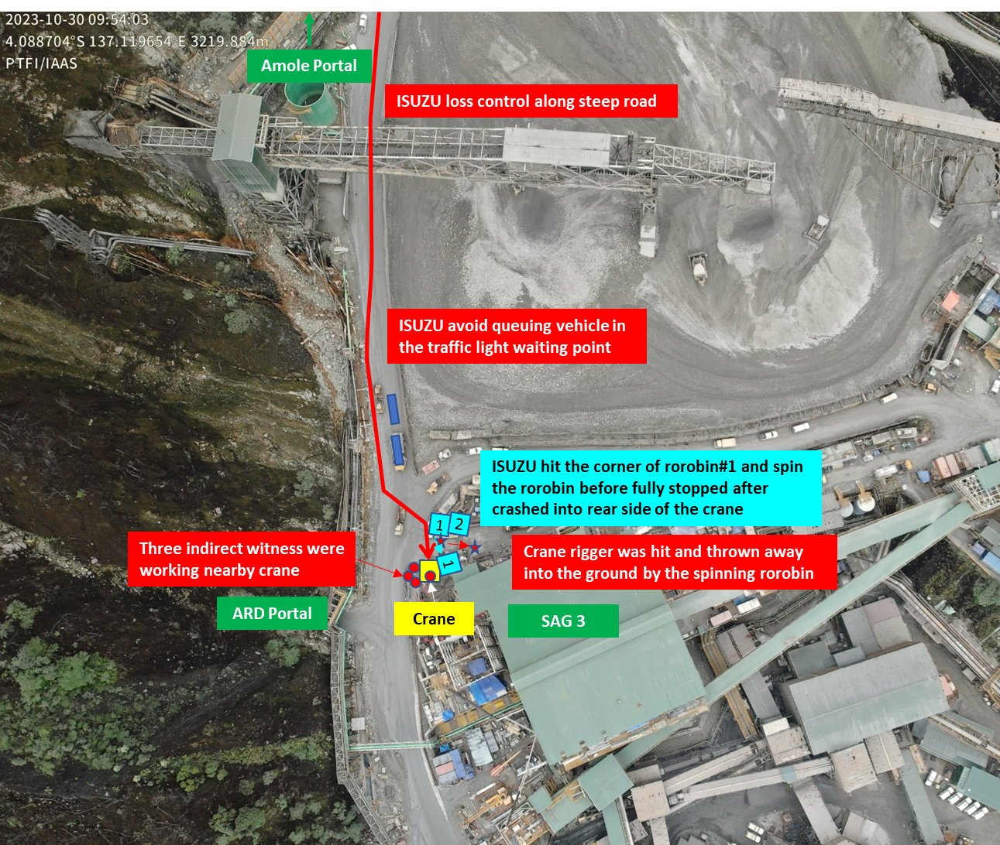 2023-10-30 09:54:03
4.088704°S 137.119654°E 3219.884m
PTFI/IAAS
Amole Portal
ISUZU loss control along steep road
ISUZU avoid queuing vehicle in
the traffic light waiting point
ISUZU hit the corner of rorobin#1 and spin
the rorobin before fully stopped after
crashed into rear side of the crane
1 2
Three indirect witness were
working nearby crane
Crane rigger was hit and thrown away
into the ground by the spinning rorobin
1
ARD Portal
Crane
SAG 3